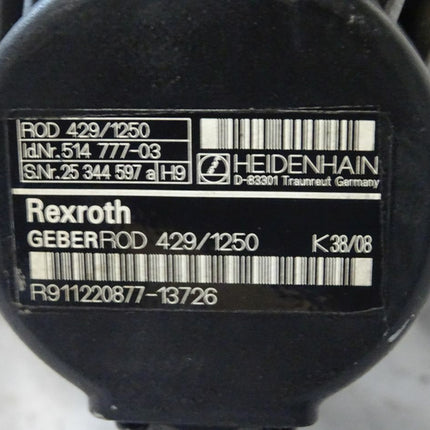 ROD 429/1250
Id.Nr. 514 777-03
S.Nr. 25 344 597 a H9
HEIDENHAIN
D-83301 Traunreut Germany
Rexroth
GEBERROD 429/1250 K 38/08
R911220877-13726